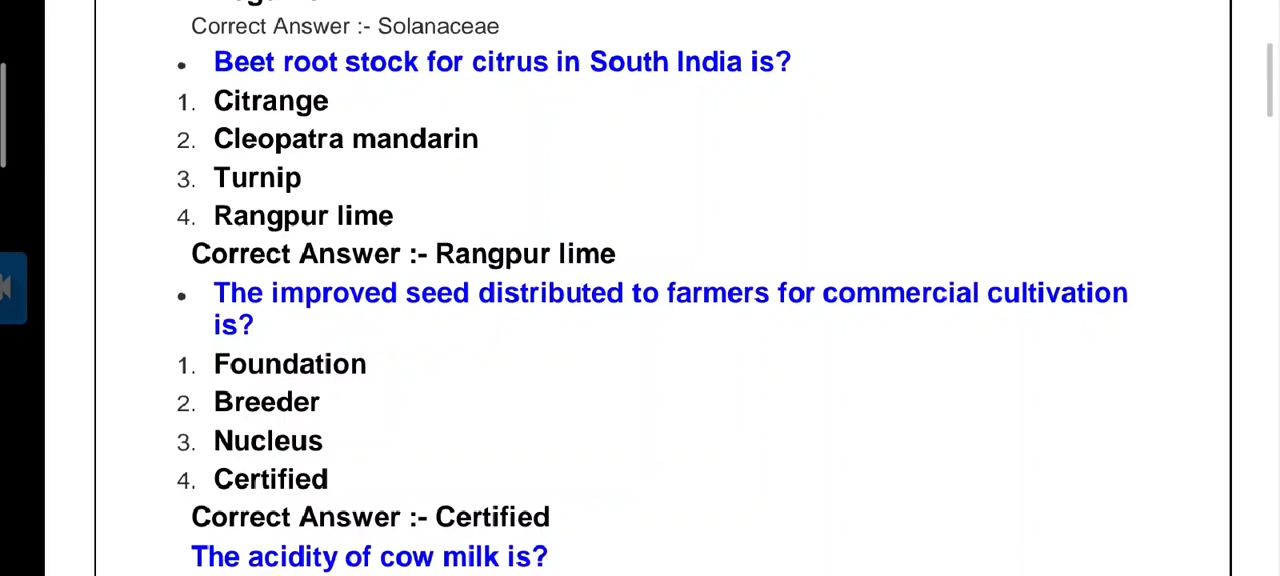 Correct Answer :- Solanaceae
• Beet root stock for citrus in South India is?
1. Citrange
2. Cleopatra mandarin
3. Turnip
4. Rangpur lime
Correct Answer :- Rangpur lime
• The improved seed distributed to farmers for commercial cultivation
is?
1. Foundation
2. Breeder
3. Nucleus
4. Certified
Correct Answer :- Certified
The acidity of cow milk is?